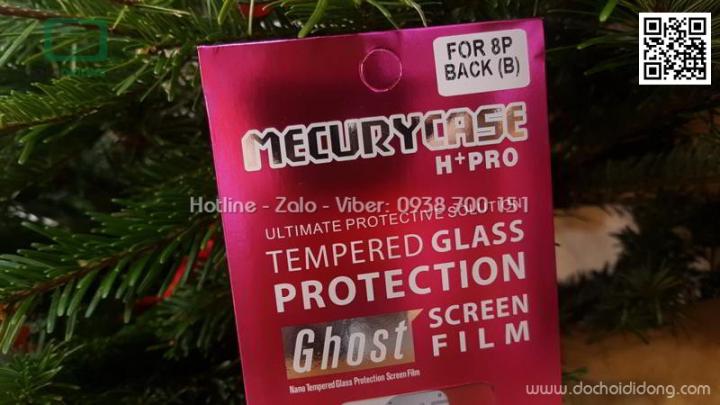 FOR 8P
BACK (B)
MECURYCASE
H+PRO
Hotline - Zalo - Viber: 0938 700 151
ULTIMATE PROTECTIVE SOLUTION
TEMPERED GLASS
PROTECTION
Ghost
SCREEN
FILM
Nano Tempered Glass Protection Screen Film
www.dochoididong.com